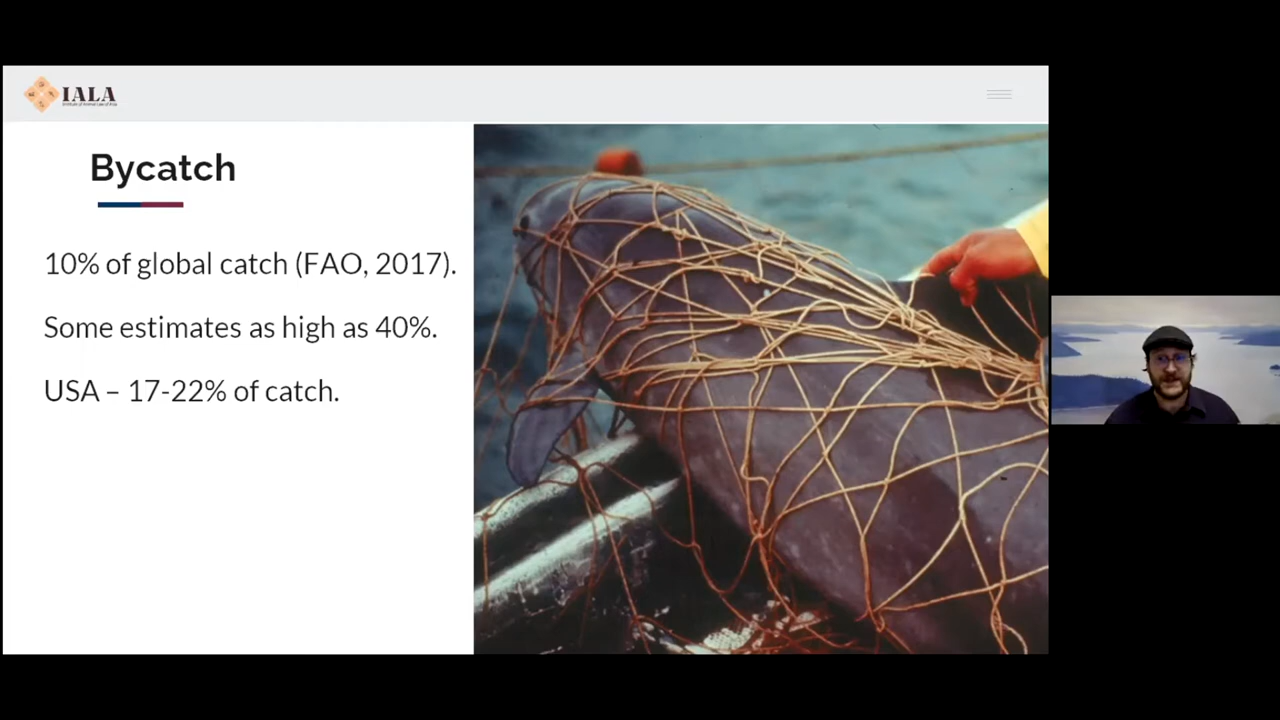 IALA
Institute of Animal Law of Asia
Bycatch
10% of global catch (FAO, 2017).
Some estimates as high as 40%.
USA – 17-22% of catch.